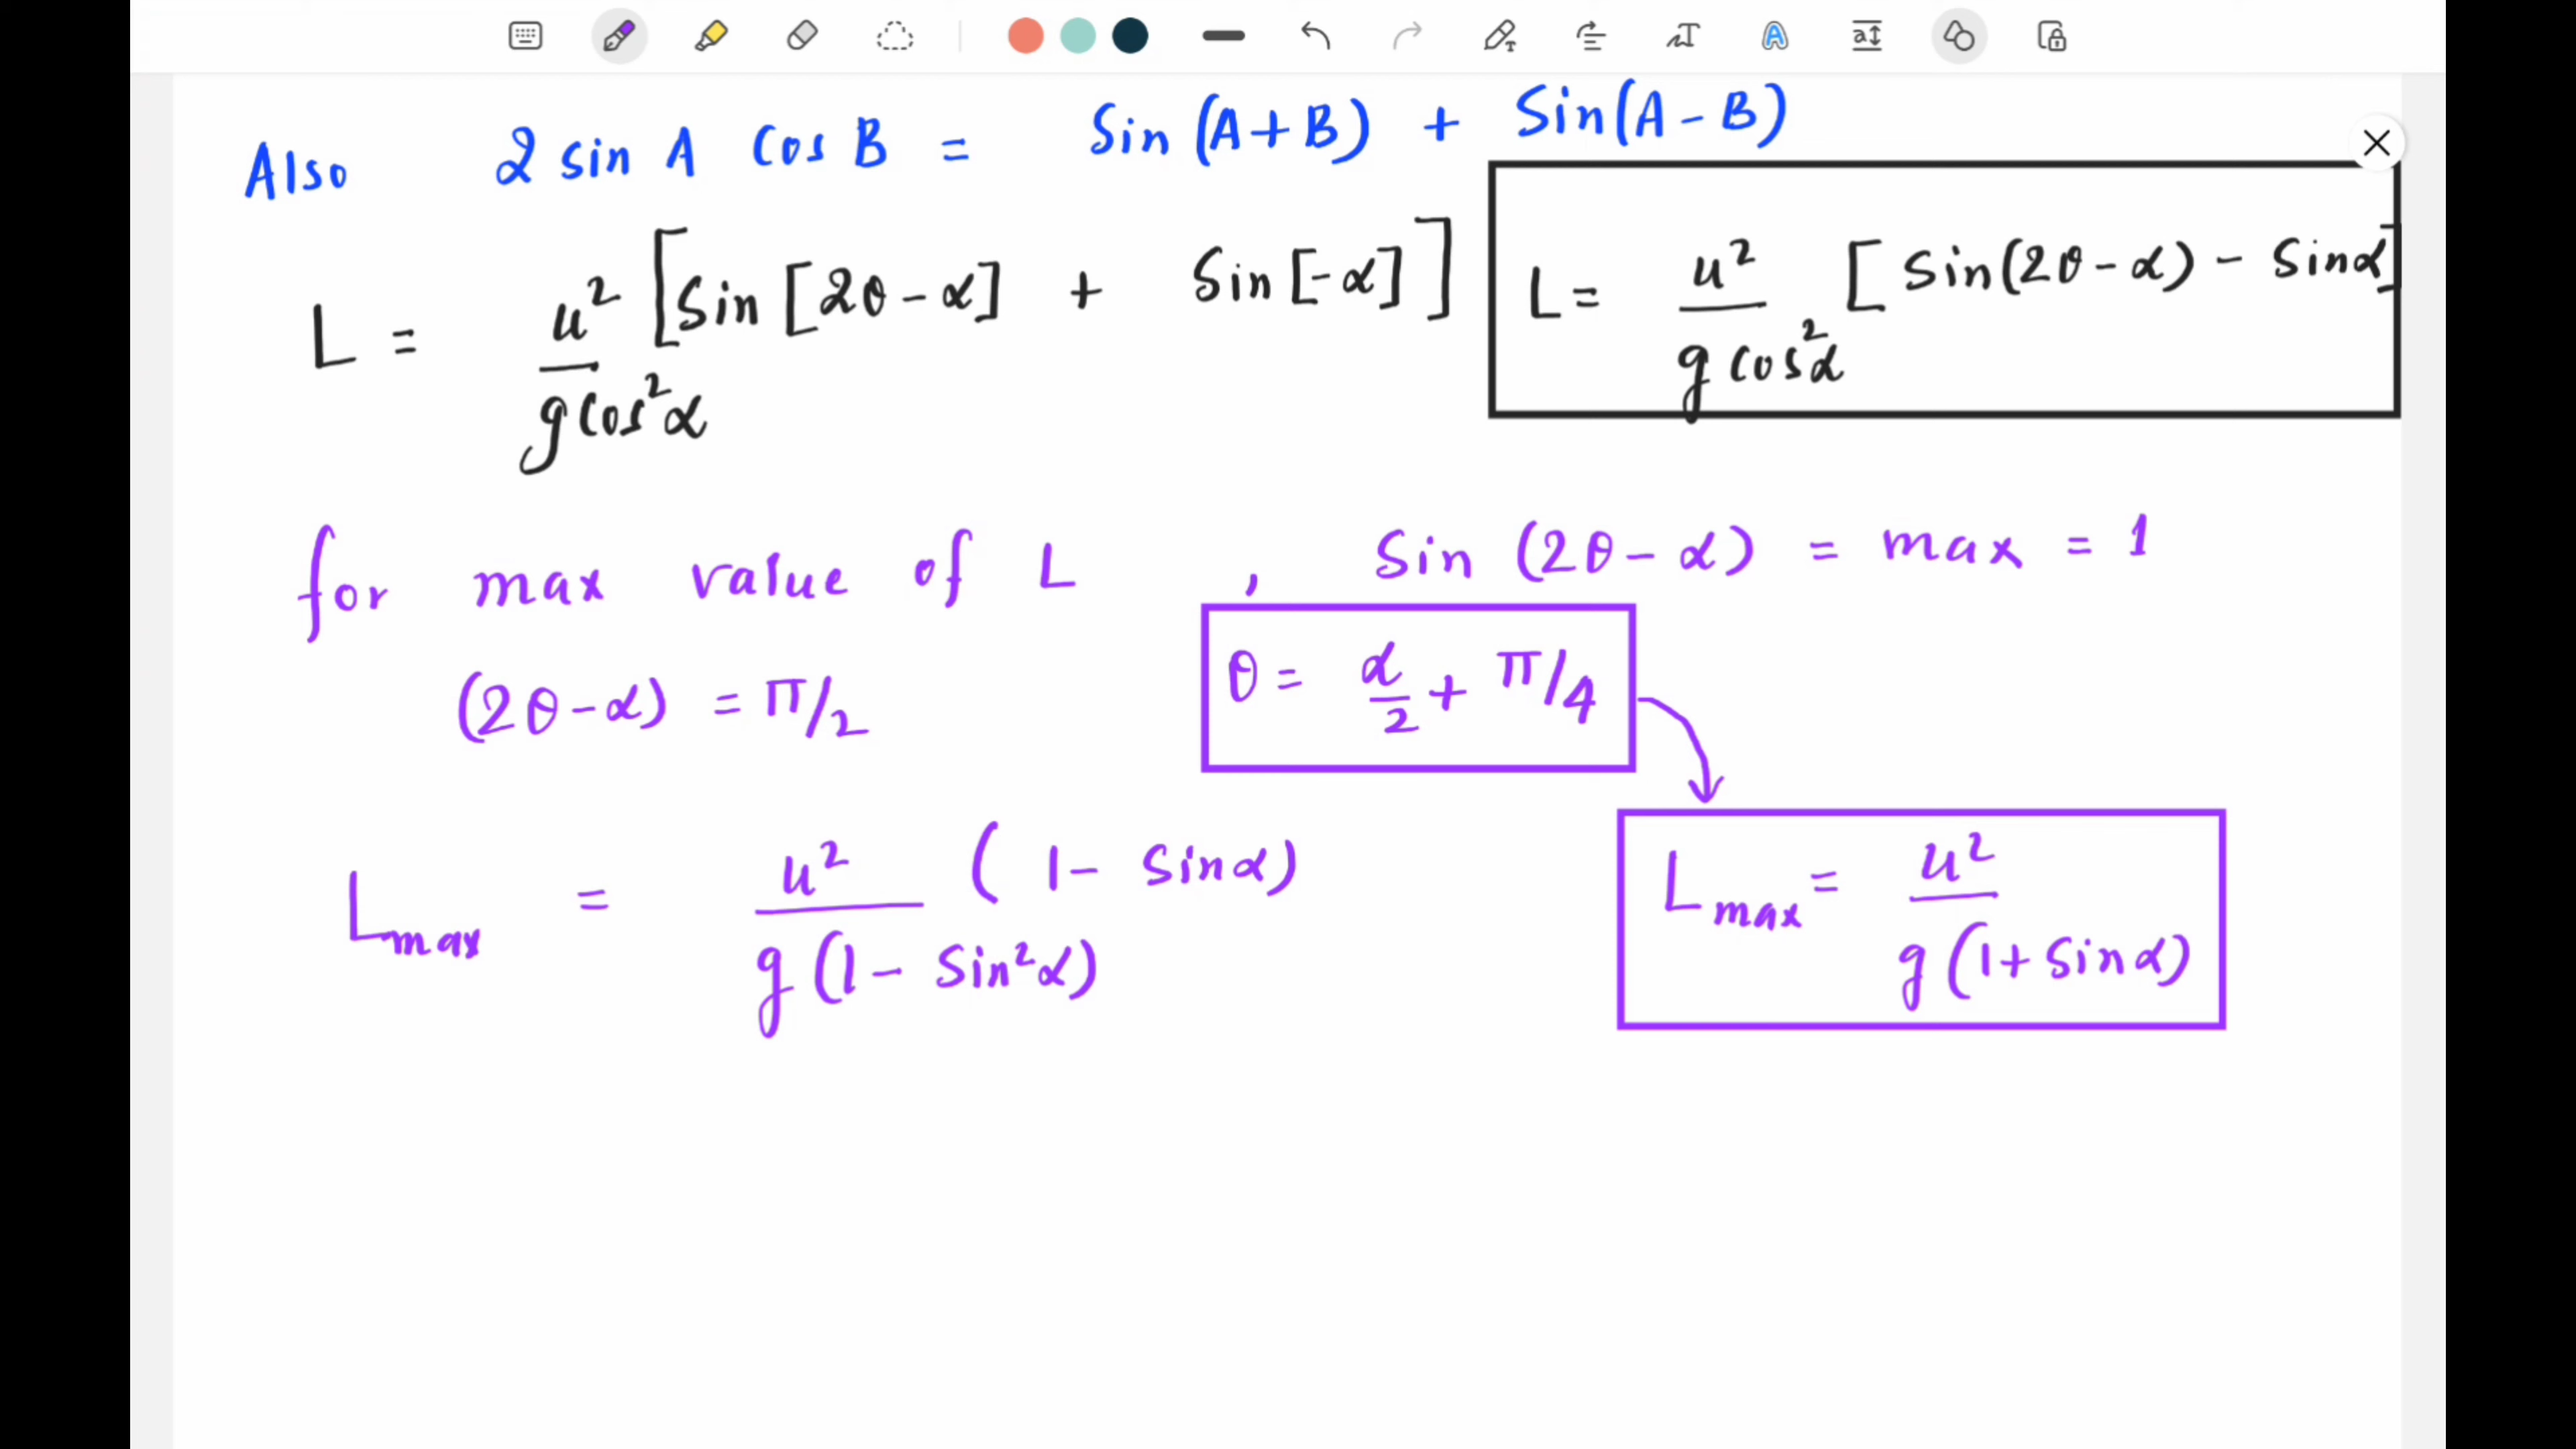 Also 2 sin A cos B = Sin (A+B) + Sin(A - B)
L = u²/g cos²α [Sin [2θ - α] + Sin [-α]]
L = u²/g cos²α [Sin(2θ - α) - Sinα]
for max value of L , Sin (2θ - α) = max = 1
(2θ - α) = π/2
θ = α/2 + π/4
Lmax = u²/g (1 - Sin²α) (1 - Sinα)
Lmax = u²/g (1 + Sinα)